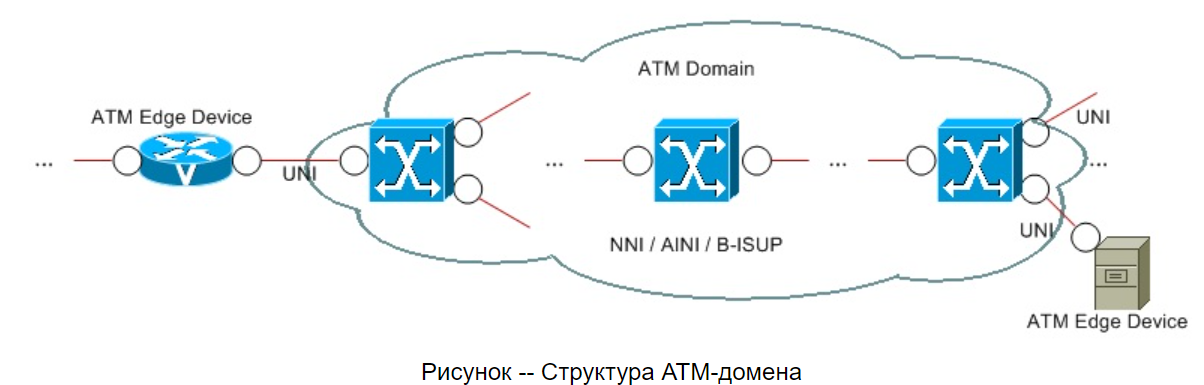 ATM Domain
ATM Edge Device
UNI
...
...
...
...
UNI
UNI
NNI / AINI / B-ISUP
ATM Edge Device
Рисунок -- Структура АТМ-домена